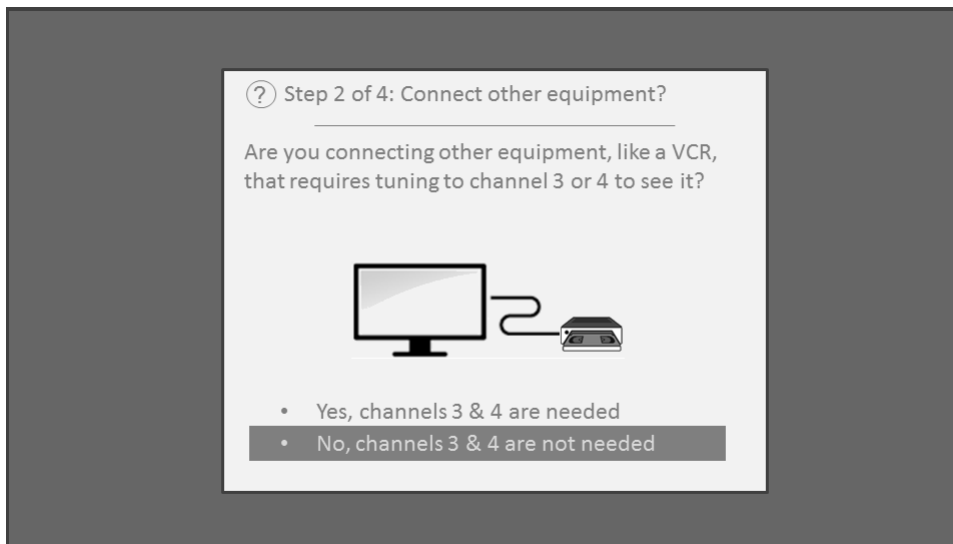 ? Step 2 of 4: Connect other equipment?
Are you connecting other equipment, like a VCR,
that requires tuning to channel 3 or 4 to see it?
• Yes, channels 3 & 4 are needed
• No, channels 3 & 4 are not needed